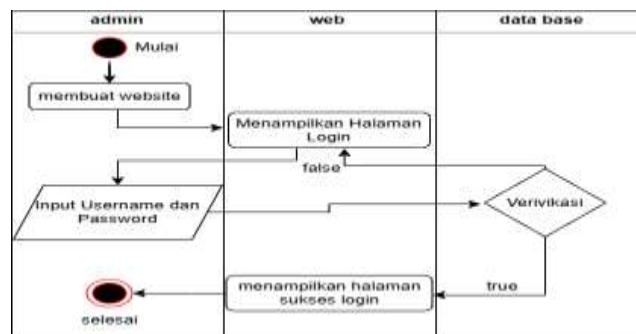 admin
web
data base
Mulai
membuat website
Menampilkan Halaman
Login
false
Input Username dan
Password
Verivikasi
true
menampilkan halaman
sukses login
selesai